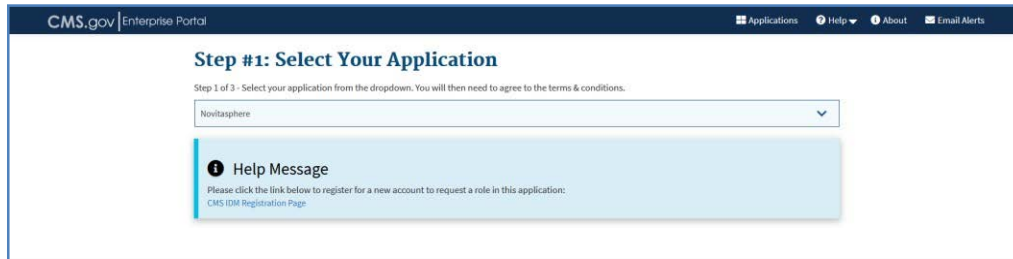 CMS.gov Enterprise Portal
Applications Help About Email Alerts
Step #1: Select Your Application
Step 1 of 3 - Select your application from the dropdown. You will then need to agree to the terms & conditions.
Novitasphere
Help Message
Please click the link below to register for a new account to request a role in this application:
CMS IDM Registration Page